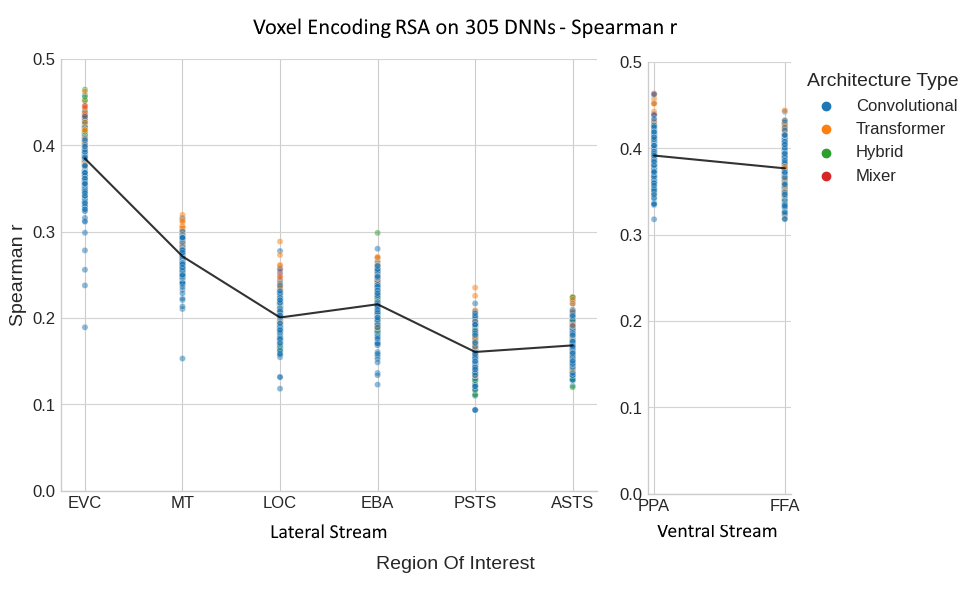 Voxel Encoding RSA on 305 DNNs - Spearman r
Spearman r
0.5
0.4
0.3
0.2
0.1
0.0
EVC
MT
LOC
EBA
PSTS
ASTS
Lateral Stream
0.5
0.4
0.3
0.2
0.1
0.0
PPA
FFA
Ventral Stream
Region Of Interest
Architecture Type
Convolutional
Transformer
Hybrid
Mixer